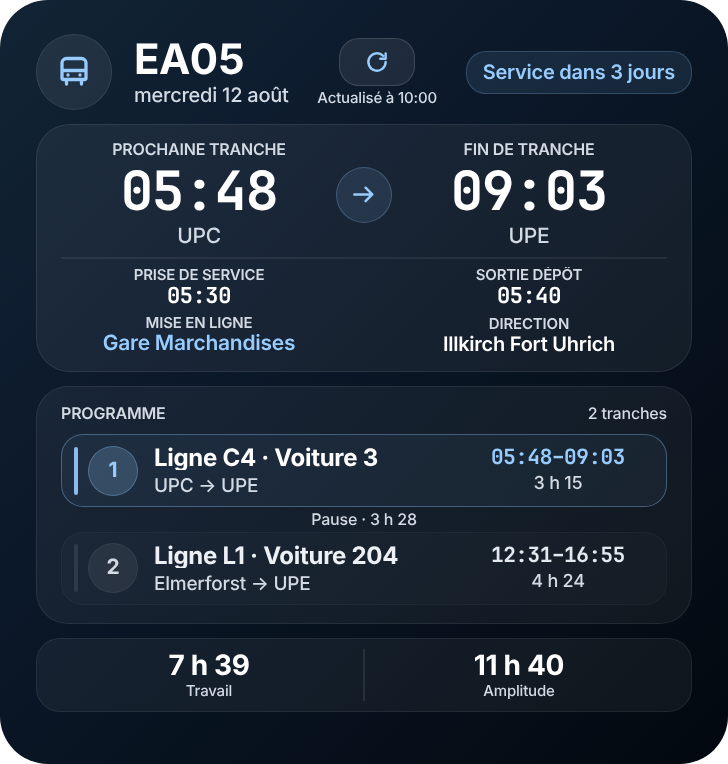 EA05
mercredi 12 août
Actualisé à 10:00
Service dans 3 jours
PROCHAINE TRANCHE
05:48
UPC
FIN DE TRANCHE
09:03
UPE
PRISE DE SERVICE
05:30
SORTIE DÉPÔT
05:40
MISE EN LIGNE
Gare Marchandises
DIRECTION
Illkirch Fort Uhrich
PROGRAMME
2 tranches
1
Ligne C4 · Voiture 3
UPC → UPE
05:48–09:03
3 h 15
Pause · 3 h 28
2
Ligne L1 · Voiture 204
Elmerforst → UPE
12:31–16:55
4 h 24
7 h 39
Travail
11 h 40
Amplitude